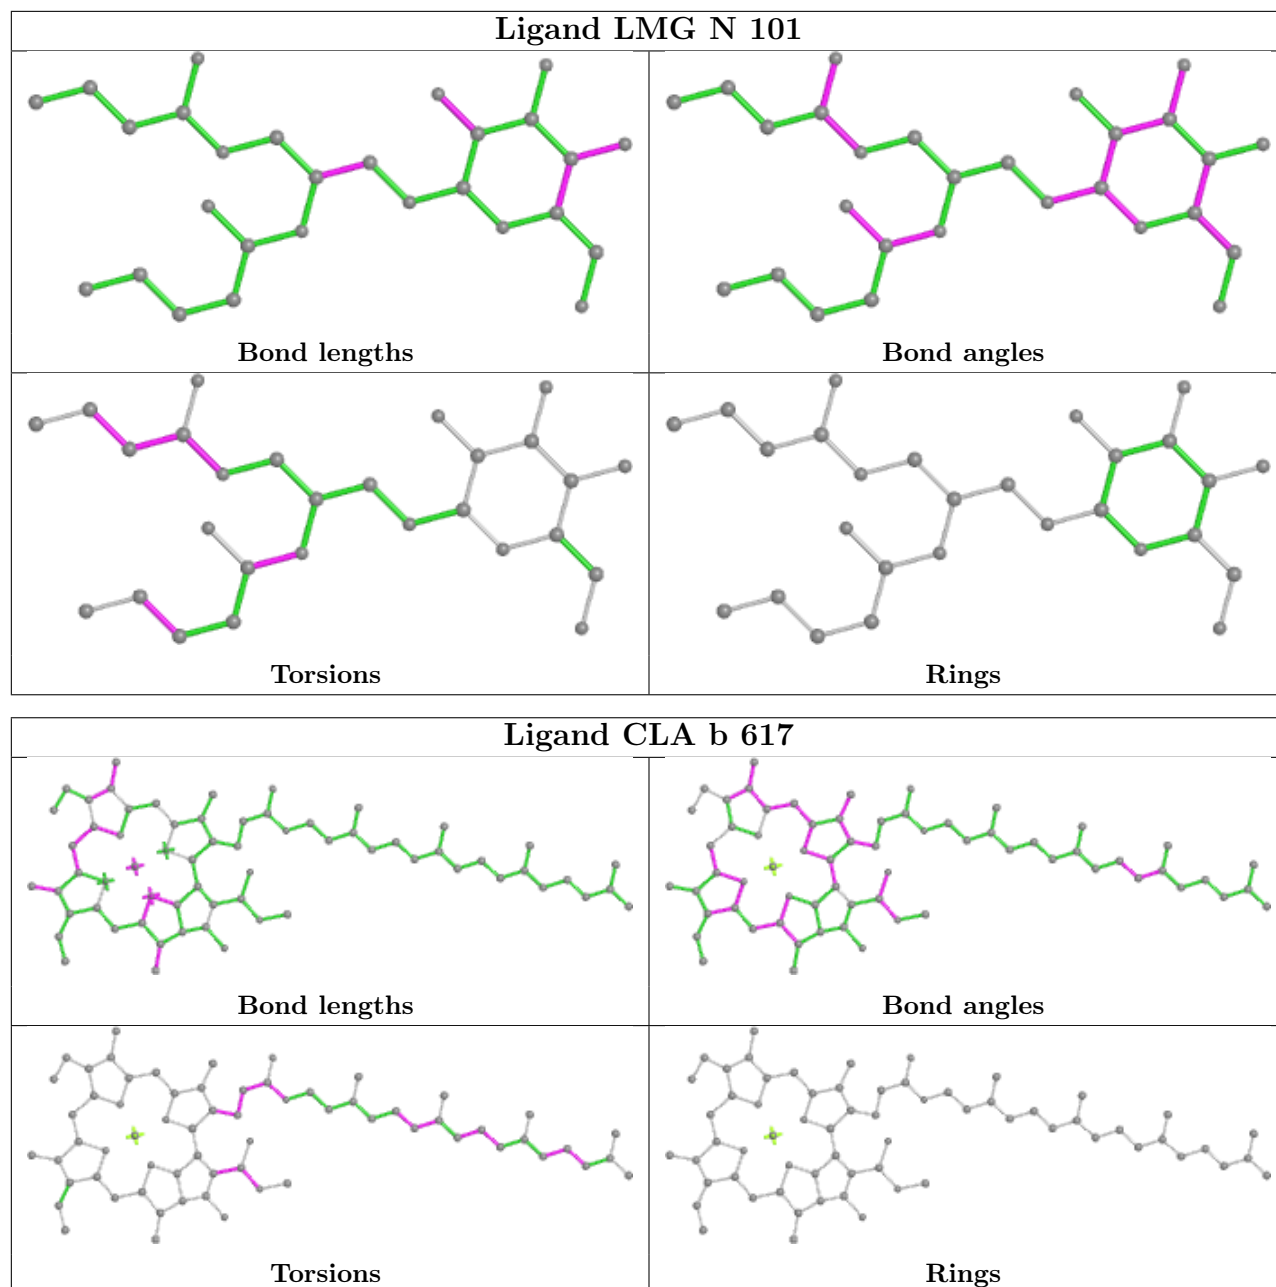 Ligand LMG N 101
Bond lengths
Bond angles
Torsions
Rings
Ligand CLA b 617
Bond lengths
Bond angles
Torsions
Rings